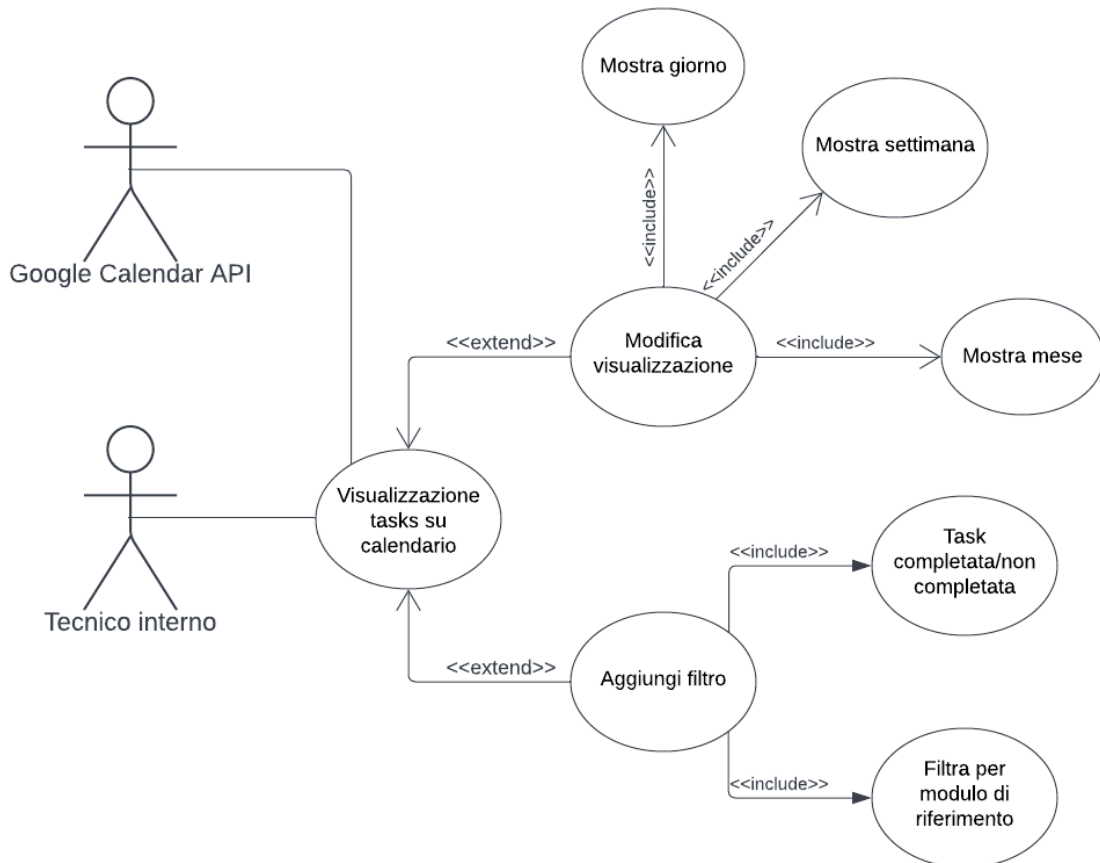 Mostra giorno
Mostra settimana
<<include>>
<<include>>
Google Calendar API
<<extend>>
Modifica
visualizzazione
<<include>>
Mostra mese
Visualizzazione
tasks su
calendario
Tecnico interno
<<include>>
Task
completata/non
completata
<<extend>>
Aggiungi filtro
<<include>>
Filtra per
modulo di
riferimento